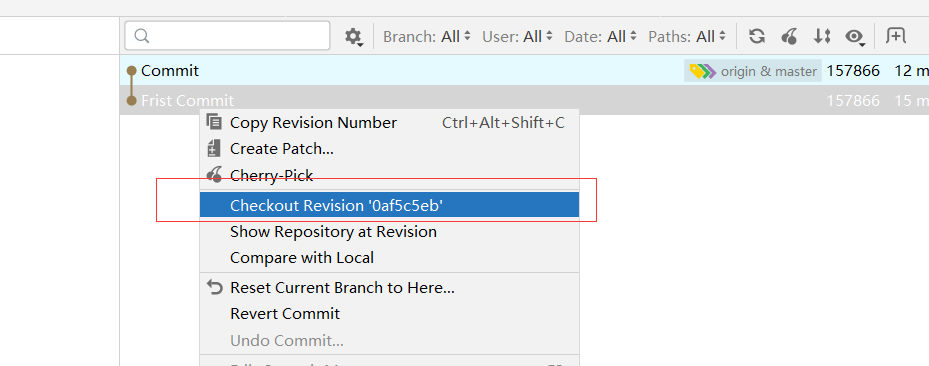 Branch: All User: All Date: All Paths: All
Commit origin & master 157866 12 m
Frist Commit 157866 15 m
Copy Revision Number Ctrl+Alt+Shift+C
Create Patch...
Cherry-Pick
Checkout Revision '0af5c5eb'
Show Repository at Revision
Compare with Local
Reset Current Branch to Here...
Revert Commit
Undo Commit...